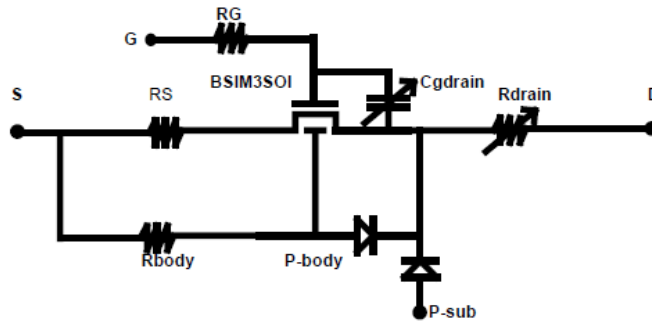 RG
G
BSIM3SOI
Cgdrain
S
RS
Rdrain
D
Rbody
P-body
P-sub